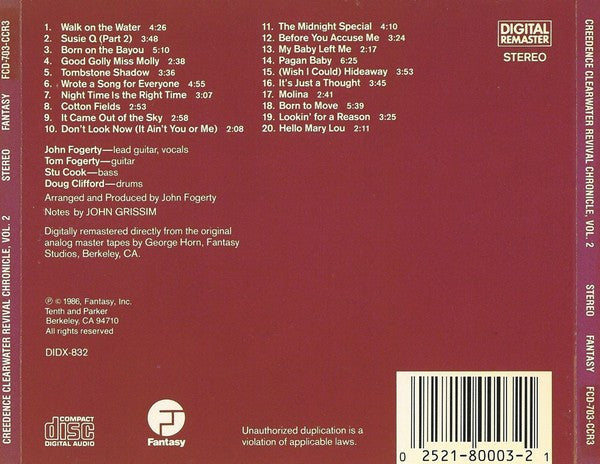 CREEDENCE CLEARWATER REVIVAL CHRONICLE, VOL. 2 STEREO FANTASY FCD-703-CCR3
1. Walk on the Water 4:26
2. Susie Q (Part 2) 3:48
3. Born on the Bayou 5:10
4. Good Golly Miss Molly 2:38
5. Tombstone Shadow 3:36
6. Wrote a Song for Everyone 4:55
7. Night Time Is the Right Time 3:07
8. Cotton Fields 2:53
9. It Came Out of the Sky 2:53
10. Don't Look Now (It Ain't You or Me) 2:08
11. The Midnight Special 4:10
12. Before You Accuse Me 3:24
13. My Baby Left Me 2:17
14. Pagan Baby 6:25
15. (Wish I Could) Hideaway 3:53
16. It's Just a Thought 3:45
17. Molina 2:41
18. Born to Move 5:39
19. Lookin' for a Reason 3:25
20. Hello Mary Lou 2:11
DIGITAL
REMASTER
STEREO
John Fogerty—lead guitar, vocals
Tom Fogerty—guitar
Stu Cook—bass
Doug Clifford—drums
Arranged and Produced by John Fogerty
Notes by JOHN GRISSIM
Digitally remastered directly from the original
analog master tapes by George Horn, Fantasy
Studios, Berkeley, CA.
℗ © 1986, Fantasy, Inc.
Tenth and Parker
Berkeley, CA 94710
All rights reserved
DIDX-832
COMPACT
disc
DIGITAL AUDIO
Fantasy
Unauthorized duplication is a
violation of applicable laws.
0 2521-80003-2 1
CREEDENCE CLEARWATER REVIVAL CHRONICLE, VOL. 2 STEREO FANTASY FCD-703-CCR3